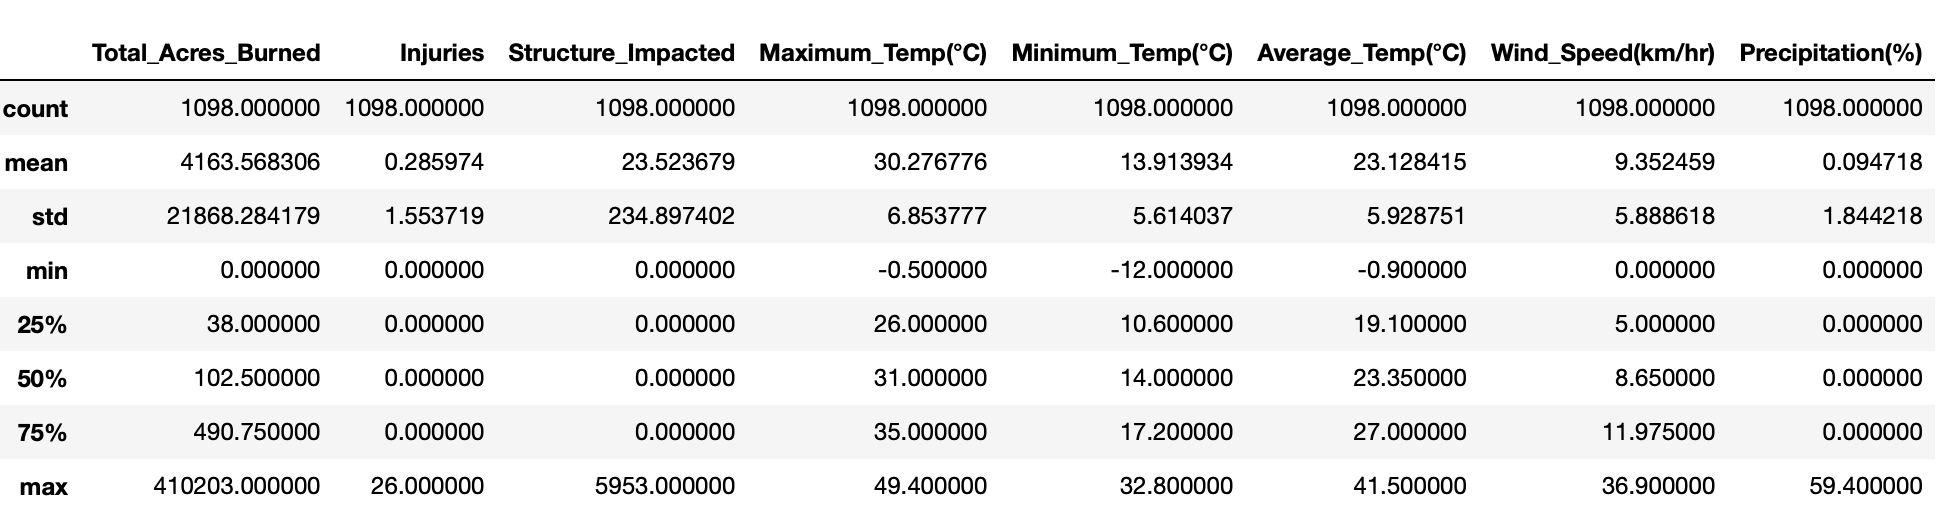 Total_Acres_Burned Injuries Structure_Impacted Maximum_Temp(°C) Minimum_Temp(°C) Average_Temp(°C) Wind_Speed(km/hr) Precipitation(%)
count 1098.000000 1098.000000 1098.000000 1098.000000 1098.000000 1098.000000 1098.000000 1098.000000
mean 4163.568306 0.285974 23.523679 30.276776 13.913934 23.128415 9.352459 0.094718
std 21868.284179 1.553719 234.897402 6.853777 5.614037 5.928751 5.888618 1.844218
min 0.000000 0.000000 0.000000 -0.500000 -12.000000 -0.900000 0.000000 0.000000
25% 38.000000 0.000000 0.000000 26.000000 10.600000 19.100000 5.000000 0.000000
50% 102.500000 0.000000 0.000000 31.000000 14.000000 23.350000 8.650000 0.000000
75% 490.750000 0.000000 0.000000 35.000000 17.200000 27.000000 11.975000 0.000000
max 410203.000000 26.000000 5953.000000 49.400000 32.800000 41.500000 36.900000 59.400000